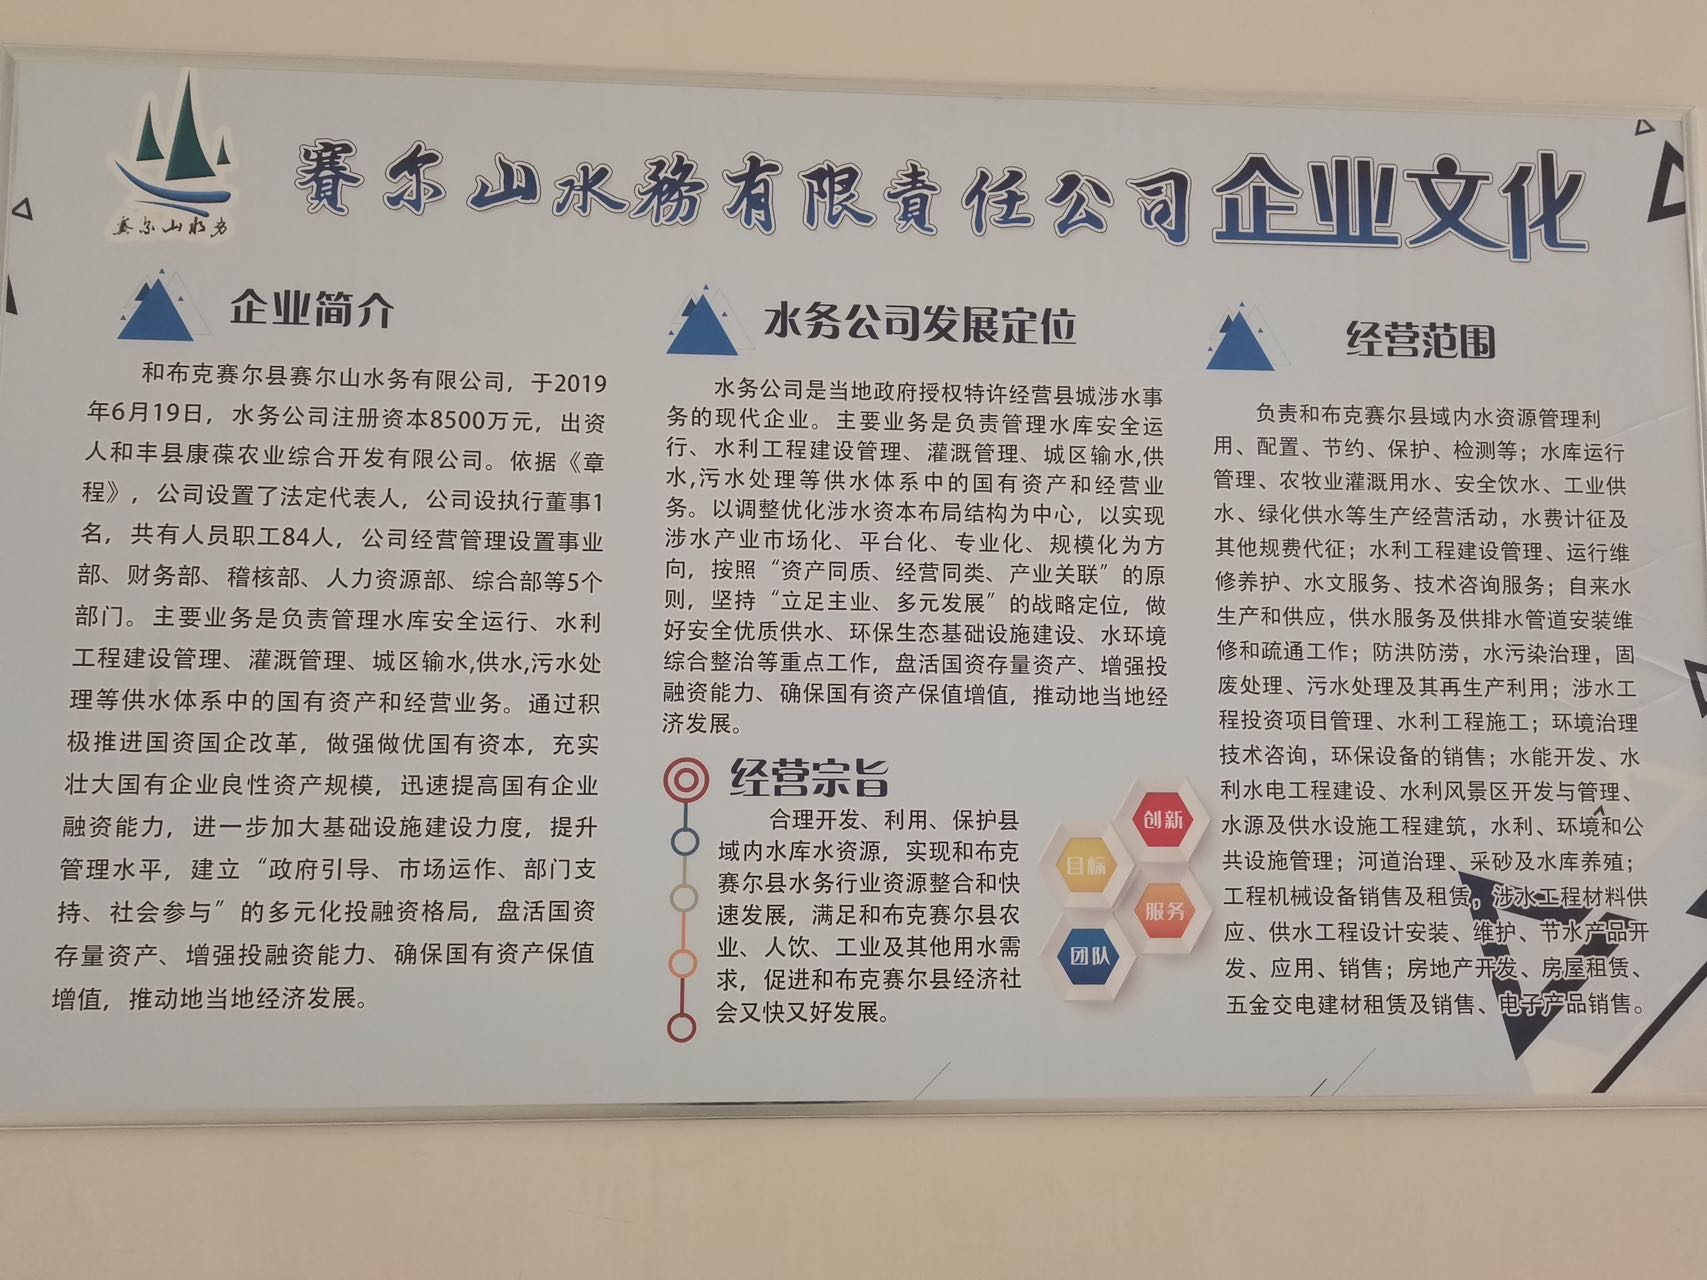 赛尔山水务
賽尔山水務有限責任公司企业文化
企业简介
和布克赛尔县赛尔山水务有限公司，于2019
年6月19日，水务公司注册资本8500万元，出资
人和丰县康葆农业综合开发有限公司。依据《章
程》，公司设置了法定代表人，公司设执行董事1
名，共有人员职工84人，公司经营管理设置事业
部、财务部、稽核部、人力资源部、综合部等5个
部门。主要业务是负责管理水库安全运行、水利
工程建设管理、灌溉管理、城区输水,供水,污水处
理等供水体系中的国有资产和经营业务。通过积
极推进国资国企改革，做强做优国有资本，充实
壮大国有企业良性资产规模，迅速提高国有企业
融资能力，进一步加大基础设施建设力度，提升
管理水平，建立“政府引导、市场运作、部门支
持、社会参与”的多元化投融资格局，盘活国资
存量资产、增强投融资能力、确保国有资产保值
增值，推动地当地经济发展。
水务公司发展定位
水务公司是当地政府授权特许经营县城涉水事
务的现代企业。主要业务是负责管理水库安全运
行、水利工程建设管理、灌溉管理、城区输水,供
水,污水处理等供水体系中的国有资产和经营业
务。以调整优化涉水资本布局结构为中心，以实现
涉水产业市场化、平台化、专业化、规模化为方
向，按照“资产同质、经营同类、产业关联”的原
则，坚持“立足主业、多元发展”的战略定位，做
好安全优质供水、环保生态基础设施建设、水环境
综合整治等重点工作，盘活国资存量资产、增强投
融资能力、确保国有资产保值增值，推动地当地经
济发展。
经营宗旨
合理开发、利用、保护县
域内水库水资源，实现和布克
赛尔县水务行业资源整合和快
速发展，满足和布克赛尔县农
业、人饮、工业及其他用水需
求，促进和布克赛尔县经济社
会又快又好发展。
创新
目标
服务
团队
经营范围
负责和布克赛尔县域内水资源管理利
用、配置、节约、保护、检测等；水库运行
管理、农牧业灌溉用水、安全饮水、工业供
水、绿化供水等生产经营活动，水费计征及
其他规费代征；水利工程建设管理、运行维
修养护、水文服务、技术咨询服务；自来水
生产和供应，供水服务及供排水管道安装维
修和疏通工作；防洪防涝，水污染治理，固
废处理、污水处理及其再生产利用；涉水工
程投资项目管理、水利工程施工；环境治理
技术咨询，环保设备的销售；水能开发、水
利水电工程建设、水利风景区开发与管理、
水源及供水设施工程建筑，水利、环境和公
共设施管理；河道治理、采砂及水库养殖；
工程机械设备销售及租赁，涉水工程材料供
应、供水工程设计安装、维护、节水产品开
发、应用、销售；房地产开发、房屋租赁、
五金交电建材租赁及销售、电子产品销售。